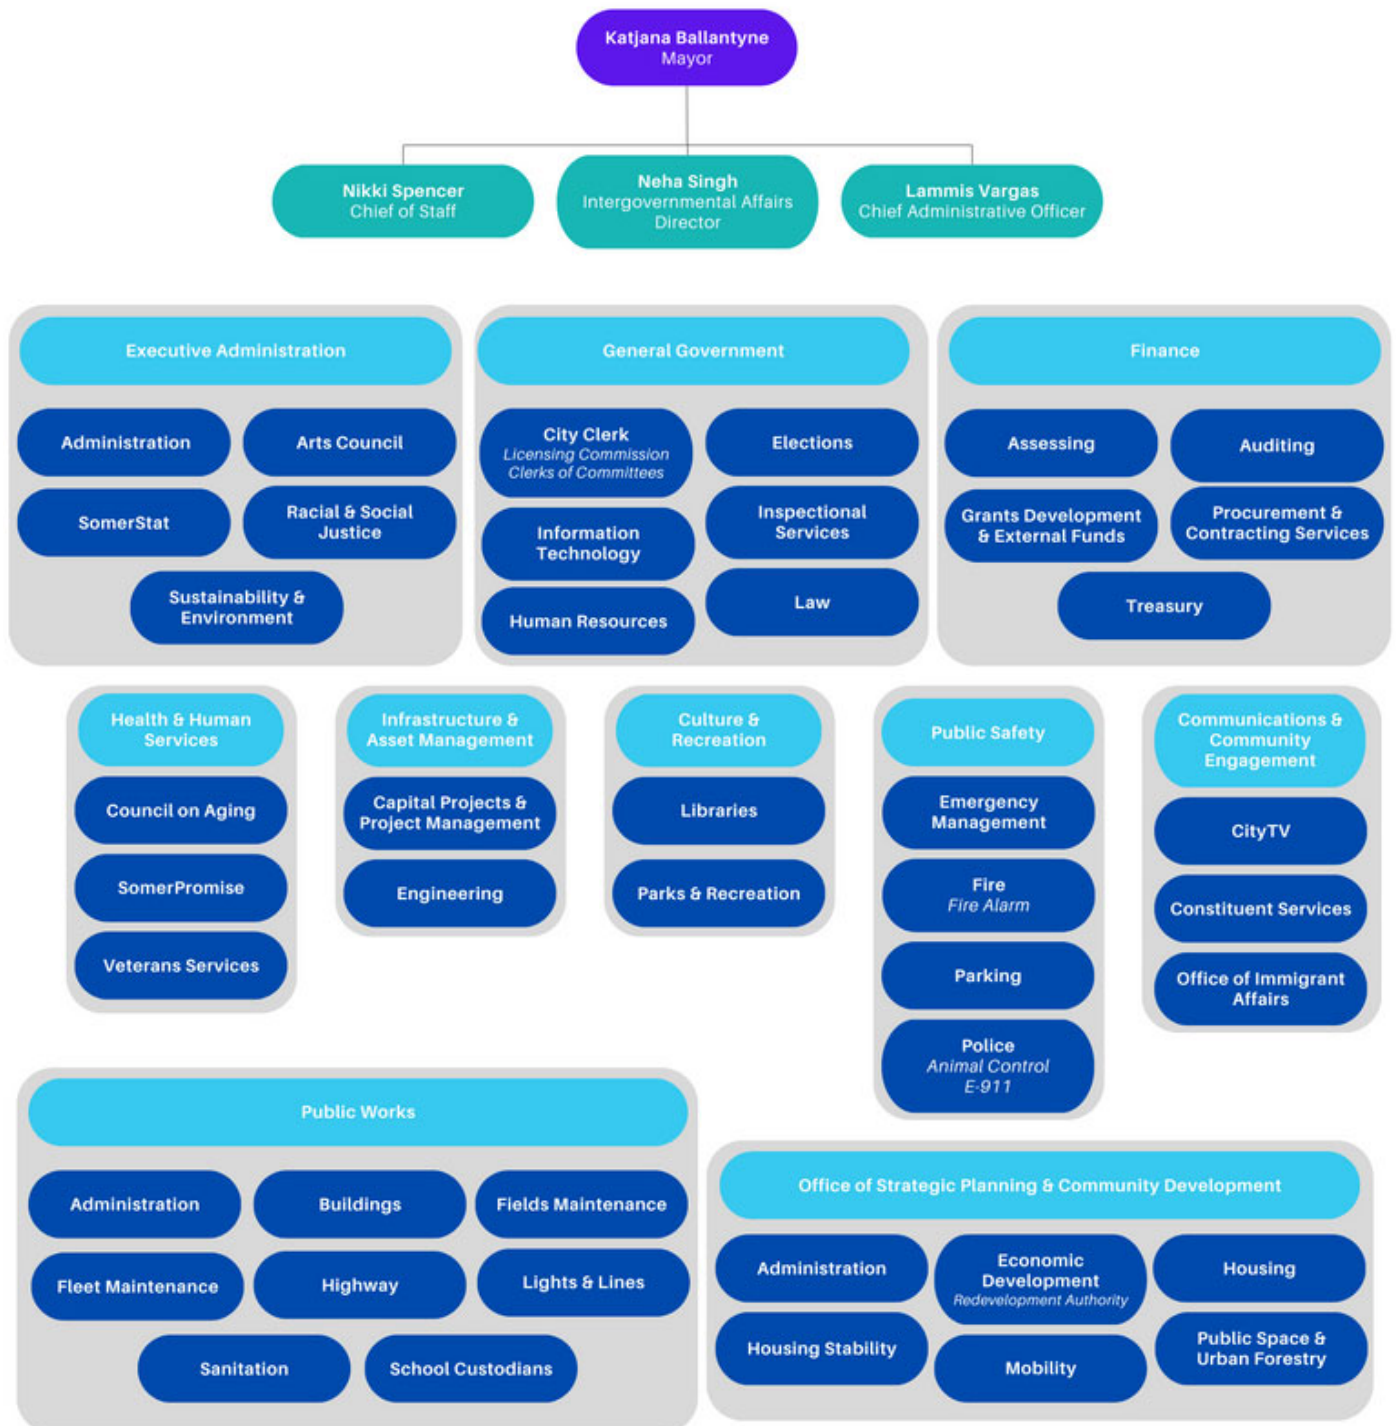 Katjana Ballantyne
Mayor
Nikki Spencer
Chief of Staff
Neha Singh
Intergovernmental Affairs
Director
Lammis Vargas
Chief Administrative Officer
Executive Administration
Administration
Arts Council
SomerStat
Racial & Social
Justice
Sustainability &
Environment
General Government
City Clerk
Licensing Commission
Clerks of Committees
Elections
Information
Technology
Inspectional
Services
Human Resources
Law
Finance
Assessing
Auditing
Grants Development
& External Funds
Procurement &
Contracting Services
Treasury
Health & Human
Services
Council on Aging
SomerPromise
Veterans Services
Infrastructure &
Asset Management
Capital Projects &
Project Management
Engineering
Culture &
Recreation
Libraries
Parks & Recreation
Public Safety
Emergency
Management
Fire
Fire Alarm
Parking
Police
Animal Control
E-911
Communications &
Community
Engagement
CityTV
Constituent Services
Office of Immigrant
Affairs
Public Works
Administration
Buildings
Fields Maintenance
Fleet Maintenance
Highway
Lights & Lines
Sanitation
School Custodians
Office of Strategic Planning & Community Development
Administration
Economic
Development
Redevelopment Authority
Housing
Housing Stability
Mobility
Public Space &
Urban Forestry